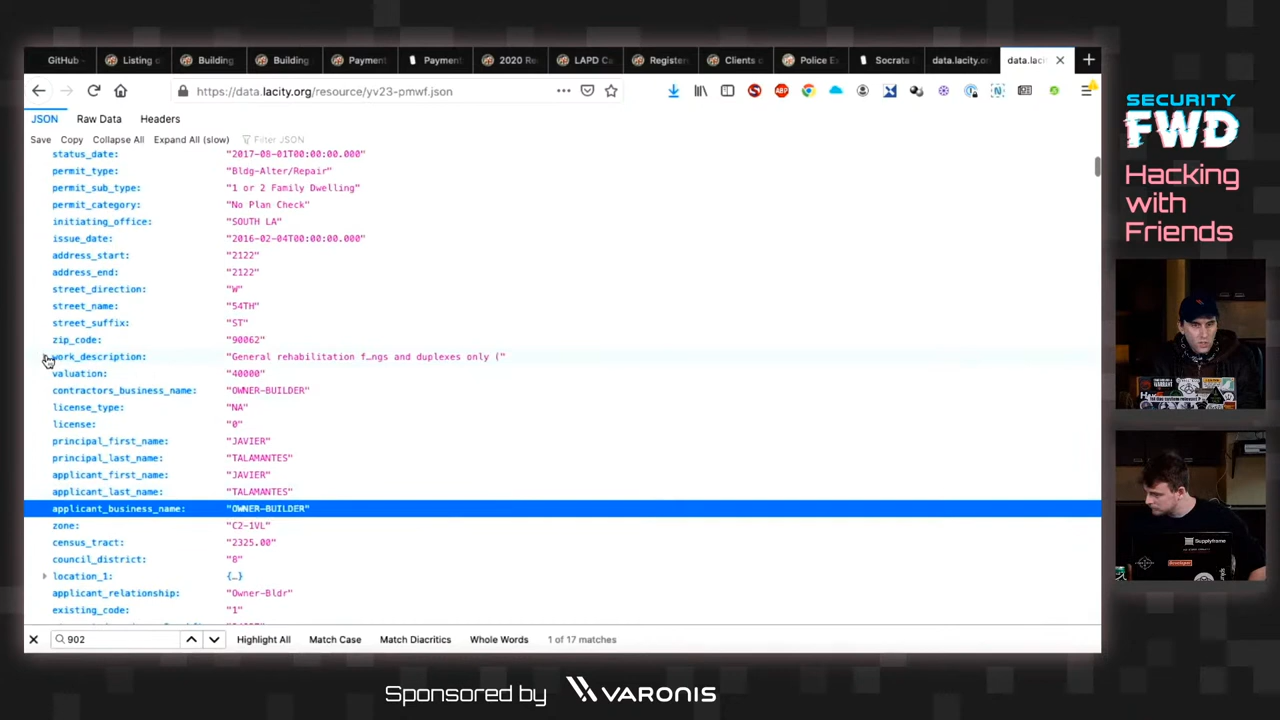 GitHub -
Listing o
Building
Building
Payment
Payment
2020 Re
LAPD Ca
Register
Clients o
Police Ex
Socrata
data.lacity.or
data.lacity
https://data.lacity.org/resource/yv23-pmwf.json
JSON Raw Data Headers
Save Copy Collapse All Expand All (slow) Filter JSON
status_date: "2017-08-01T00:00:00.000"
permit_type: "Bldg-Alter/Repair"
permit_sub_type: "1 or 2 Family Dwelling"
permit_category: "No Plan Check"
initiating_office: "SOUTH LA"
issue_date: "2016-02-04T00:00:00.000"
address_start: "2122"
address_end: "2122"
street_direction: "W"
street_name: "54TH"
street_suffix: "ST"
zip_code: "90062"
work_description: "General rehabilitation f…ngs and duplexes only ("
valuation: "40000"
contractors_business_name: "OWNER-BUILDER"
license_type: "NA"
license: "0"
principal_first_name: "JAVIER"
principal_last_name: "TALAMANTES"
applicant_first_name: "JAVIER"
applicant_last_name: "TALAMANTES"
applicant_business_name: "OWNER-BUILDER"
zone: "C2-1VL"
census_tract: "2325.00"
council_district: "8"
location_1: {…}
applicant_relationship: "Owner-Bldr"
existing_code: "1"
902 Highlight All Match Case Match Diacritics Whole Words 1 of 17 matches
SECURITY
FWD
Hacking
with
Friends
Supplyframe
Sponsored by VARONIS